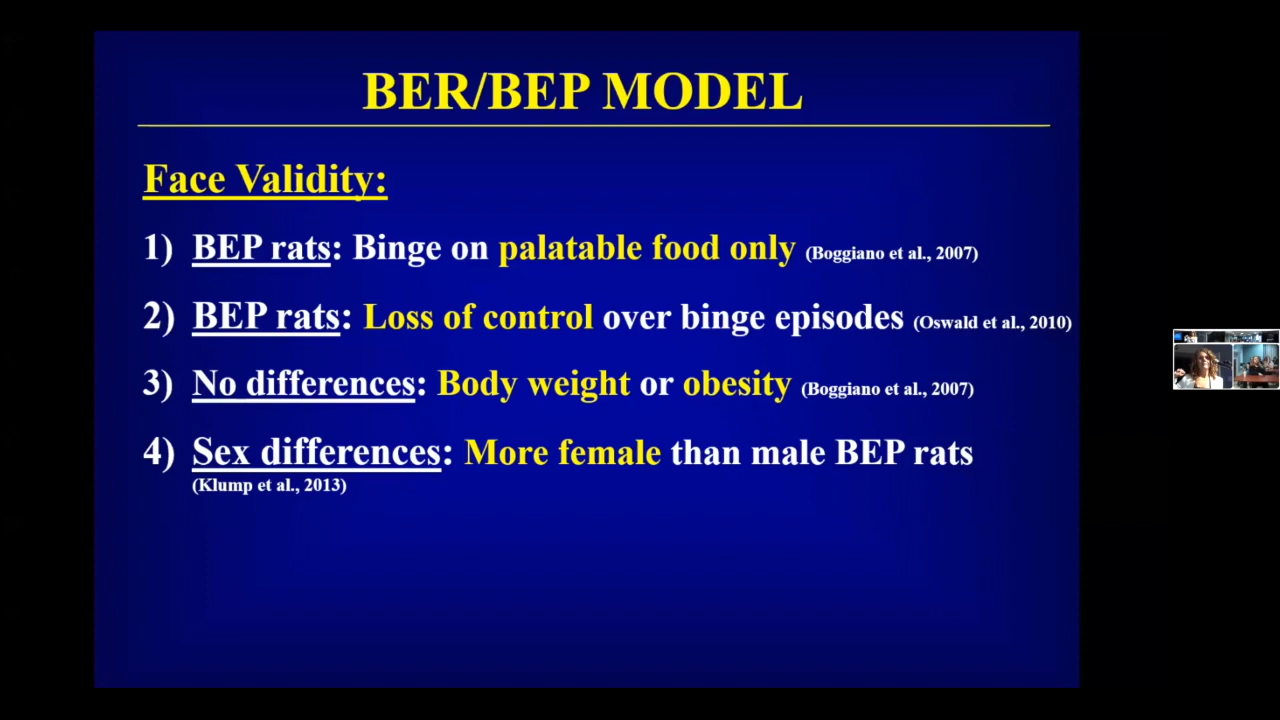 BER/BEP MODEL
Face Validity:
1) BEP rats: Binge on palatable food only (Boggiano et al., 2007)
2) BEP rats: Loss of control over binge episodes (Oswald et al., 2010)
3) No differences: Body weight or obesity (Boggiano et al., 2007)
4) Sex differences: More female than male BEP rats
(Klump et al., 2013)